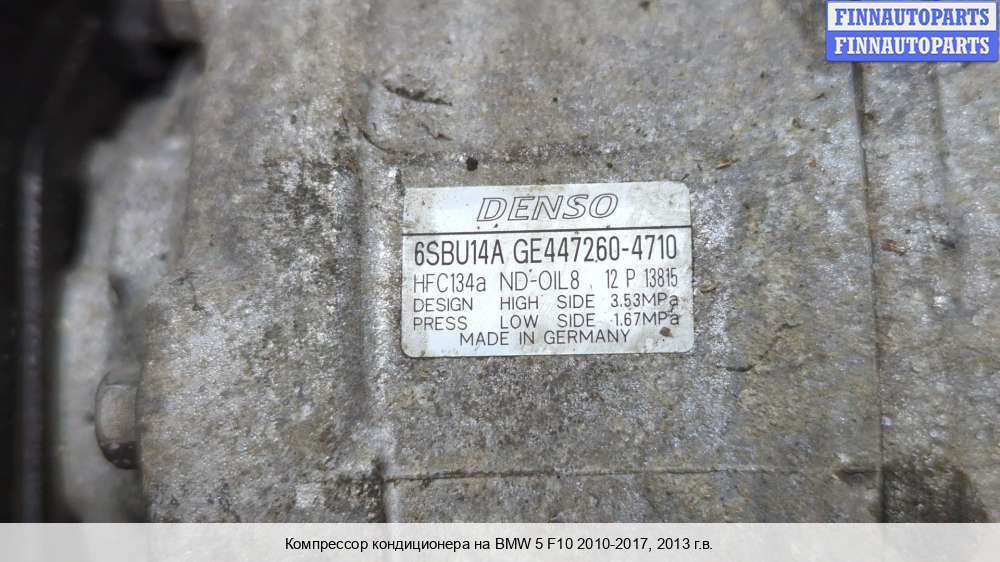 FINNAUTOPARTS
FINNAUTOPARTS
DENSO
6SBU14A GE447260-4710
HFC134a ND-OIL8 12 P 13815
DESIGN HIGH SIDE 3.53MPa
PRESS LOW SIDE 1.67MPa
MADE IN GERMANY
Компрессор кондиционера на BMW 5 F10 2010-2017, 2013 г.в.